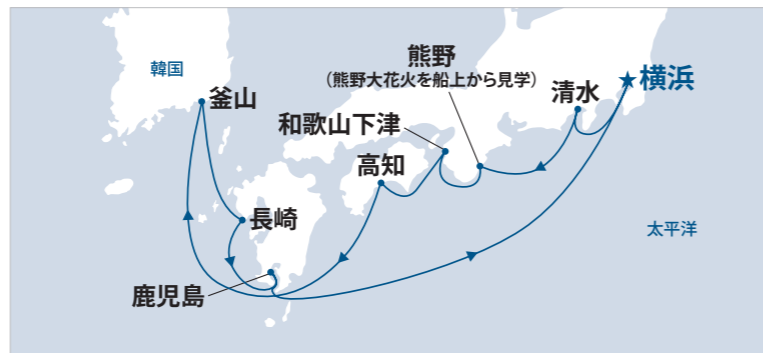 熊野
（熊野大花火を船上から見学）
韓国
釜山
清水
★横浜
和歌山下津
高知
長崎
太平洋
鹿児島